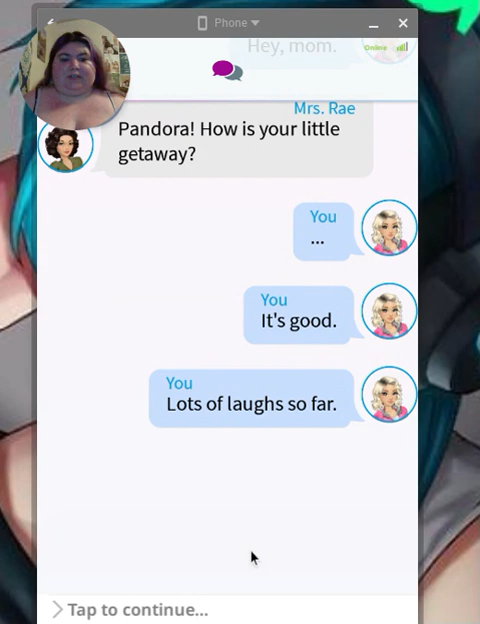 Phone
Hey, mom.
Online
Mrs. Rae
Pandora! How is your little
getaway?
You
...
You
It's good.
You
Lots of laughs so far.
Tap to continue...